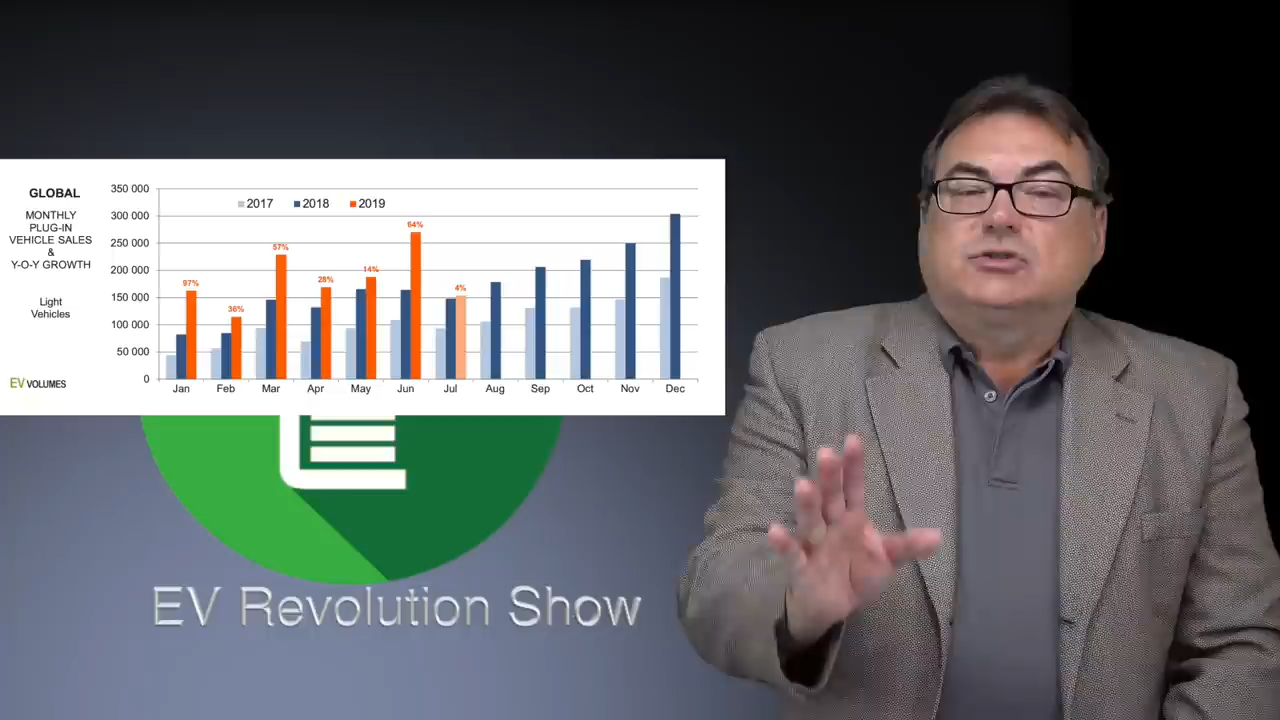 GLOBAL
MONTHLY
PLUG-IN
VEHICLE SALES
&
Y-O-Y GROWTH
Light
Vehicles
EV VOLUMES
2017 2018 2019
350 000
300 000
250 000
200 000
150 000
100 000
50 000
0
97%
36%
57%
28%
14%
64%
4%
Jan Feb Mar Apr May Jun Jul Aug Sep Oct Nov Dec
EV Revolution Show